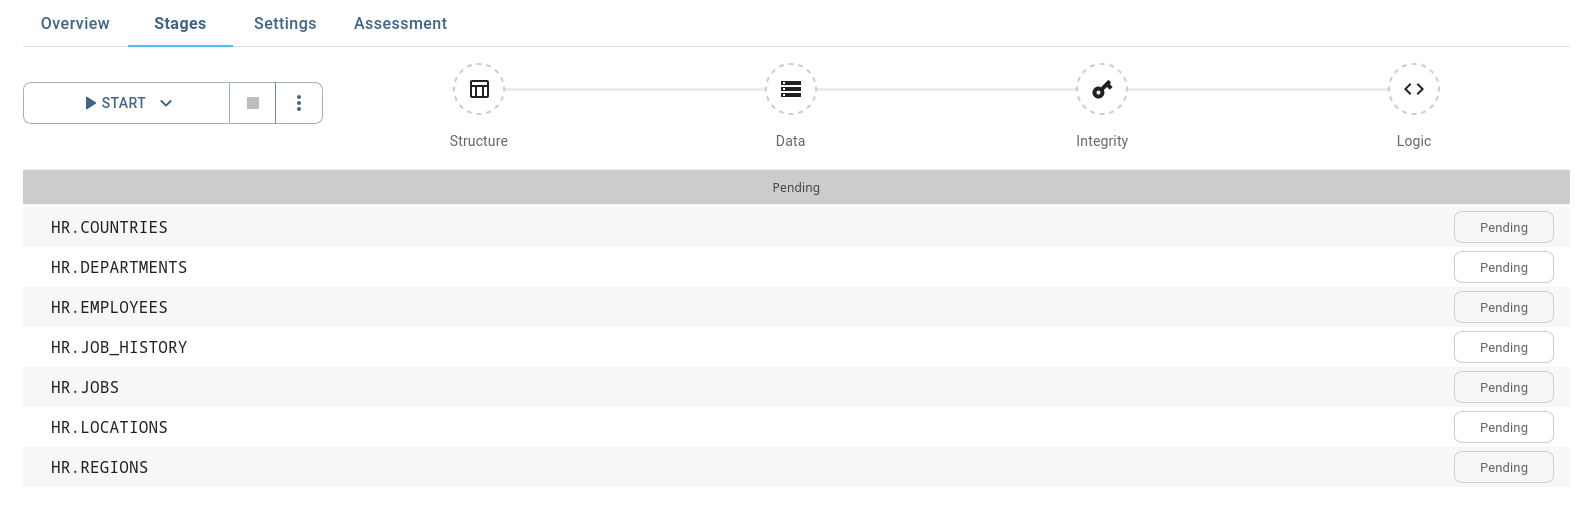 Overview Stages Settings Assessment
START
Structure Data Integrity Logic
Pending
HR.COUNTRIES Pending
HR.DEPARTMENTS Pending
HR.EMPLOYEES Pending
HR.JOB_HISTORY Pending
HR.JOBS Pending
HR.LOCATIONS Pending
HR.REGIONS Pending